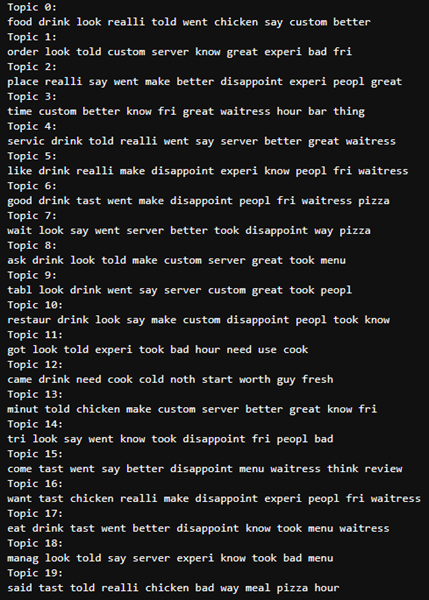 Topic 0:
food drink look realli told went chicken say custom better
Topic 1:
order look told custom server know great experi bad fri
Topic 2:
place realli say went make better disappoint experi peopl great
Topic 3:
time custom better know fri great waitress hour bar thing
Topic 4:
servic drink told realli went say server better great waitress
Topic 5:
like drink realli make disappoint experi know peopl fri waitress
Topic 6:
good drink tast went make disappoint peopl fri waitress pizza
Topic 7:
wait look say went server better took disappoint way pizza
Topic 8:
ask drink look told make custom server great took menu
Topic 9:
tabl look drink went say server custom great took peopl
Topic 10:
restaur drink look say make custom disappoint peopl took know
Topic 11:
got look told experi took bad hour need use cook
Topic 12:
came drink need cook cold noth start worth guy fresh
Topic 13:
minut told chicken make custom server better great know fri
Topic 14:
tri look say went know took disappoint fri peopl bad
Topic 15:
come tast went say better disappoint menu waitress think review
Topic 16:
want tast chicken realli make disappoint experi peopl fri waitress
Topic 17:
eat drink tast went better disappoint know took menu waitress
Topic 18:
manag look told say server experi know took bad menu
Topic 19:
said tast told realli chicken bad way meal pizza hour